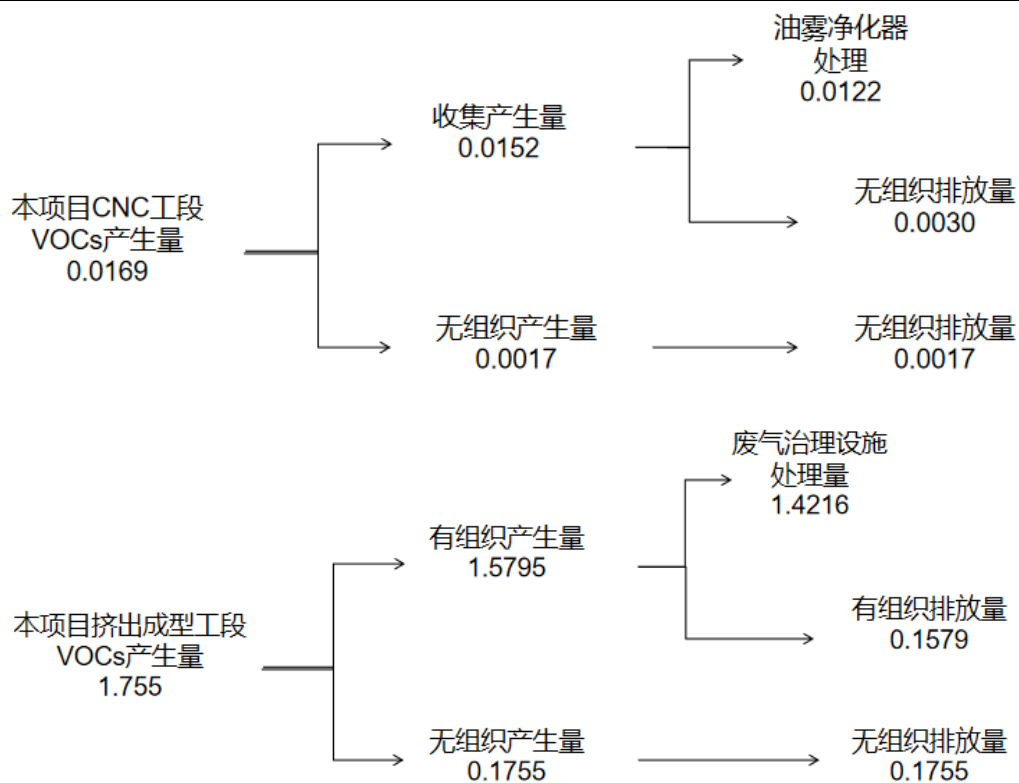 油雾净化器
处理
0.0122
收集产生量
0.0152
本项目CNC工段
VOCs产生量
0.0169
无组织排放量
0.0030
无组织产生量
0.0017
无组织排放量
0.0017
废气治理设施
处理量
1.4216
有组织产生量
1.5795
本项目挤出成型工段
VOCs产生量
1.755
有组织排放量
0.1579
无组织产生量
0.1755
无组织排放量
0.1755